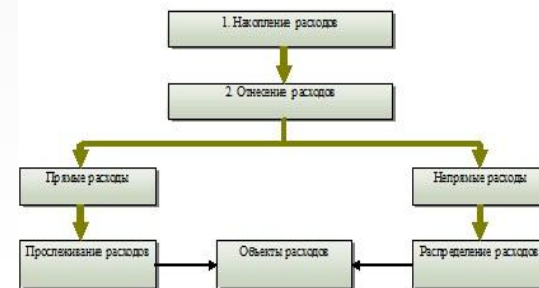 1. Накопление расходов
2. Отнесение расходов
Прямые расходы
Непрямые расходы
Прослеживание расходов
Объекты расходов
Распределение расходов